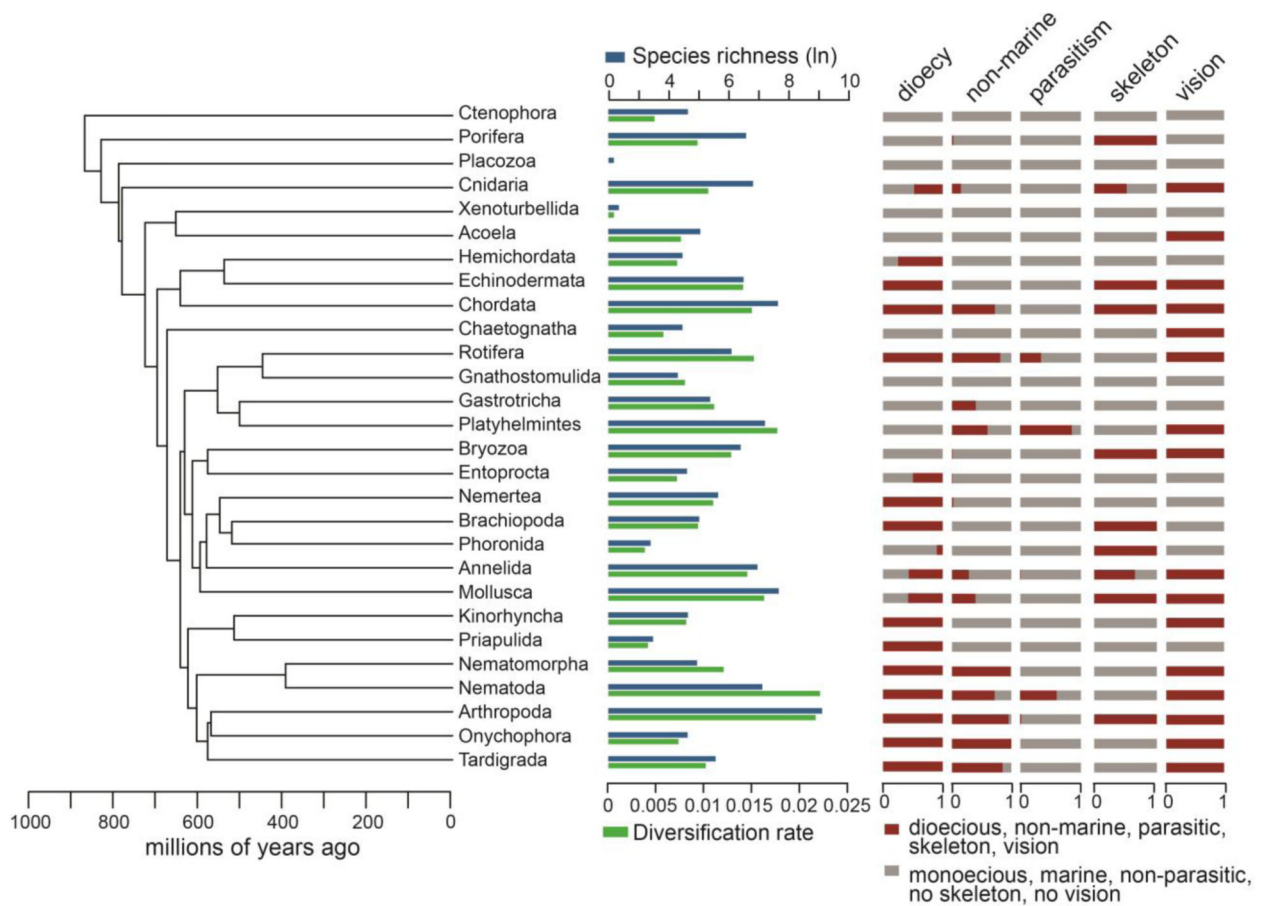 Species richness (ln)
0 4 6 8 10
dioecy
non-marine
parasitism
skeleton
vision
Ctenophora
Porifera
Placozoa
Cnidaria
Xenoturbellida
Acoela
Hemichordata
Echinodermata
Chordata
Chaetognatha
Rotifera
Gnathostomulida
Gastrotricha
Platyhelmintes
Bryozoa
Entoprocta
Nemertea
Brachiopoda
Phoronida
Annelida
Mollusca
Kinorhyncha
Priapulida
Nematomorpha
Nematoda
Arthropoda
Onychophora
Tardigrada
1000 800 600 400 200 0
millions of years ago
0 0.005 0.01 0.015 0.02 0.025
Diversification rate
0 1 0 1 0 1 0 1 0 1
dioecious, non-marine, parasitic,
skeleton, vision
monoecious, marine, non-parasitic,
no skeleton, no vision